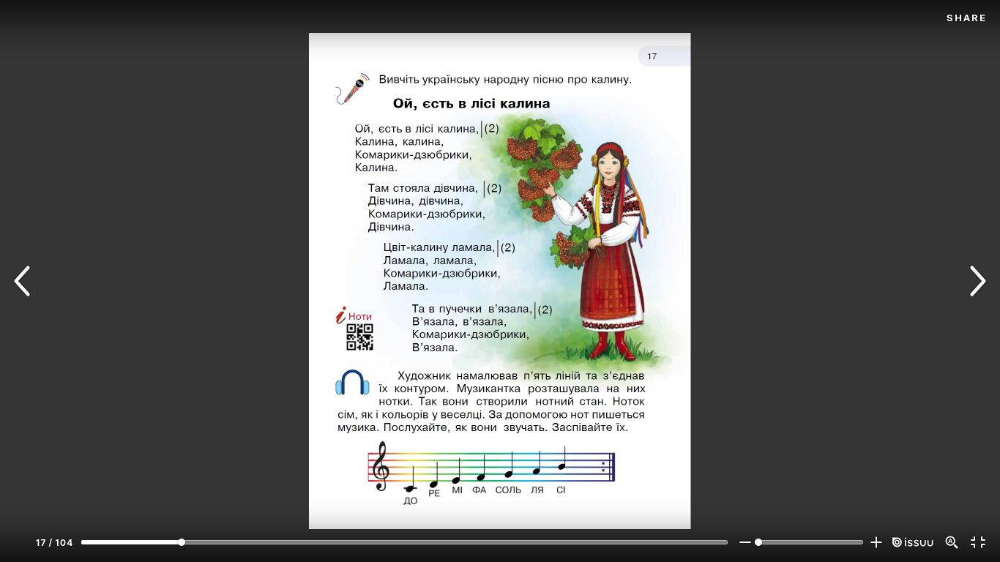 SHARE
17
Вивчіть українську народну пісню про калину.
Ой, єсть в лісі калина
Ой, єсть в лісі калина, (2)
Калина, калина,
Комарики-дзюбрики,
Калина.
Там стояла дівчина, (2)
Дівчина, дівчина,
Комарики-дзюбрики,
Дівчина.
Цвіт-калину ламала, (2)
Ламала, ламала,
Комарики-дзюбрики,
Ламала.
Та в пучечки в’язала, (2)
В’язала, в’язала,
Комарики-дзюбрики,
В’язала.
i Ноти
Художник намалював п’ять ліній та з’єднав
їх контуром. Музикантка розташувала на них
нотки. Так вони створили нотний стан. Ноток
сім, як і кольорів у веселці. За допомогою нот пишеться
музика. Послухайте, як вони звучать. Заспівайте їх.
ДО РЕ МІ ФА СОЛЬ ЛЯ СІ
17 / 104
issuu